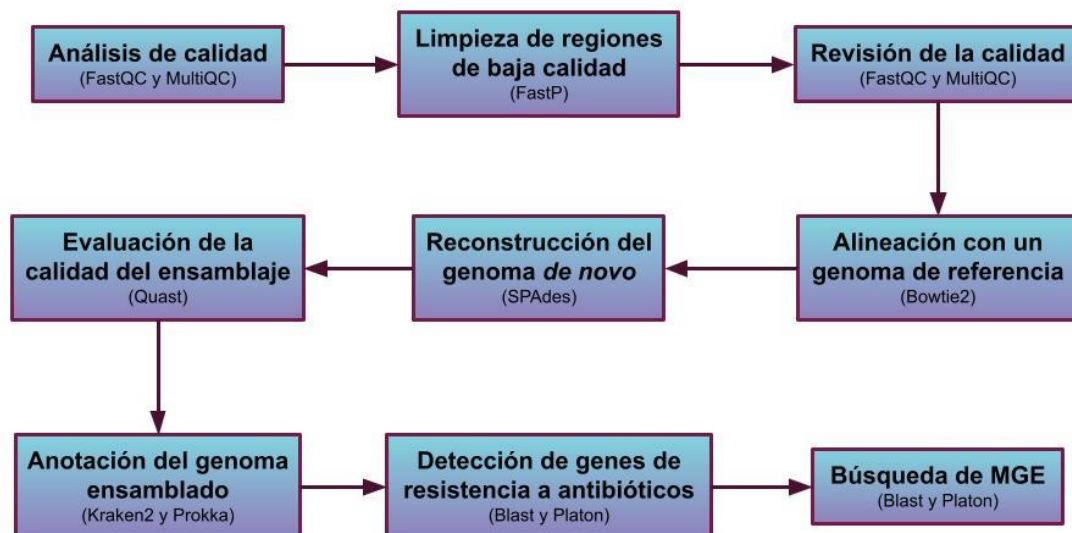 Análisis de calidad
(FastQC y MultiQC)
Limpieza de regiones
de baja calidad
(FastP)
Revisión de la calidad
(FastQC y MultiQC)
Alineación con un
genoma de referencia
(Bowtie2)
Reconstrucción del
genoma de novo
(SPAdes)
Evaluación de la
calidad del ensamblaje
(Quast)
Anotación del genoma
ensamblado
(Kraken2 y Prokka)
Detección de genes de
resistencia a antibióticos
(Blast y Platon)
Búsqueda de MGE
(Blast y Platon)